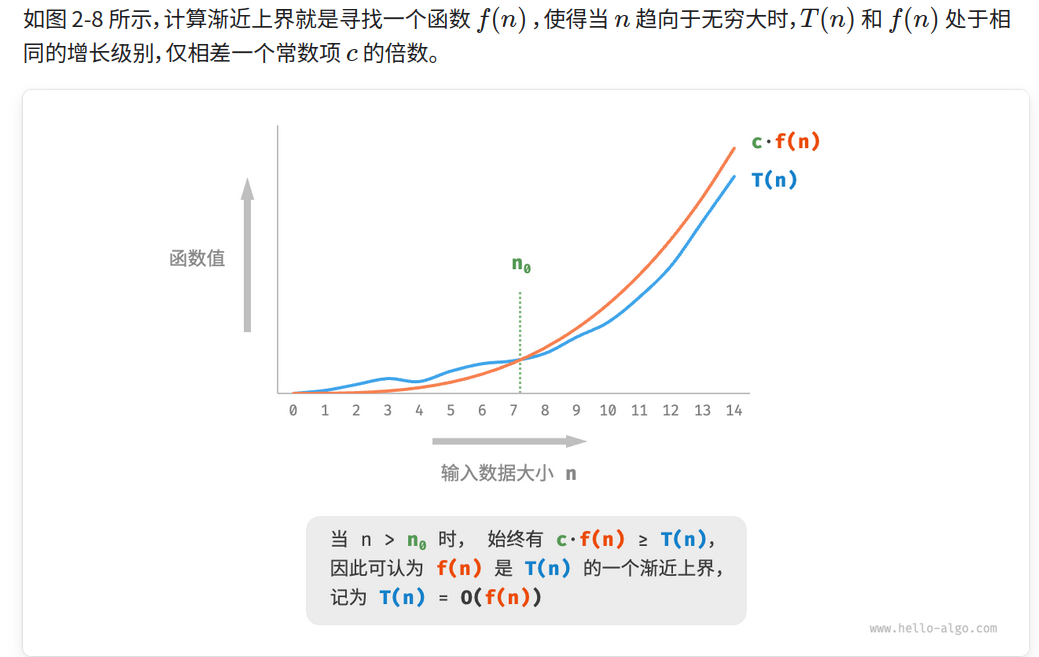 如图 2-8 所示，计算渐近上界就是寻找一个函数 f(n) ，使得当 n 趋向于无穷大时，T(n) 和 f(n) 处于相
同的增长级别，仅相差一个常数项 c 的倍数。
c·f(n)
T(n)
函数值
n₀
0 1 2 3 4 5 6 7 8 9 10 11 12 13 14
输入数据大小 n
当 n > n₀ 时， 始终有 c·f(n) ≥ T(n)，
因此可认为 f(n) 是 T(n) 的一个渐近上界，
记为 T(n) = O(f(n))
www.hello-algo.com